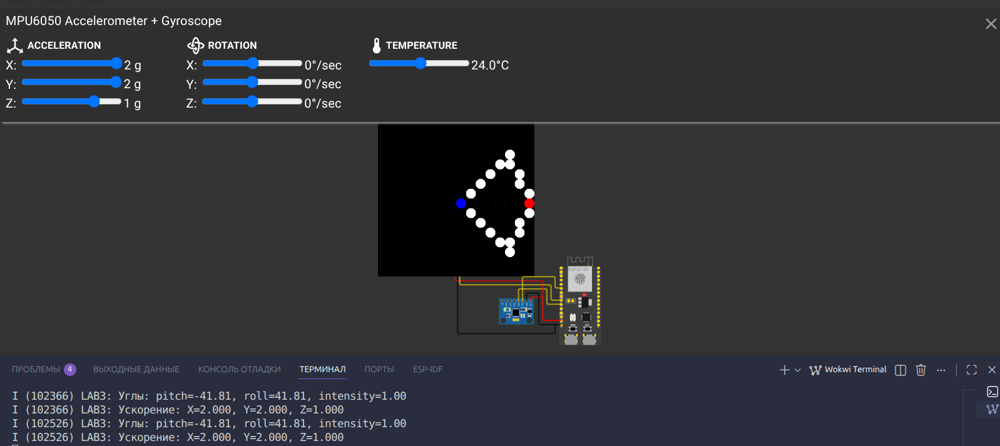 MPU6050 Accelerometer + Gyroscope
ACCELERATION
X: 2 g
Y: 2 g
Z: 1 g
ROTATION
X: 0°/sec
Y: 0°/sec
Z: 0°/sec
TEMPERATURE
24.0°C
ESP32-H2
ПРОБЛЕМЫ 4 ВЫХОДНЫЕ ДАННЫЕ КОНСОЛЬ ОТЛАДКИ ТЕРМИНАЛ ПОРТЫ ESP-IDF Wokwi Terminal
I (102366) LAB3: Углы: pitch=-41.81, roll=41.81, intensity=1.00
I (102366) LAB3: Ускорение: X=2.000, Y=2.000, Z=1.000
I (102526) LAB3: Углы: pitch=-41.81, roll=41.81, intensity=1.00
I (102526) LAB3: Ускорение: X=2.000, Y=2.000, Z=1.000